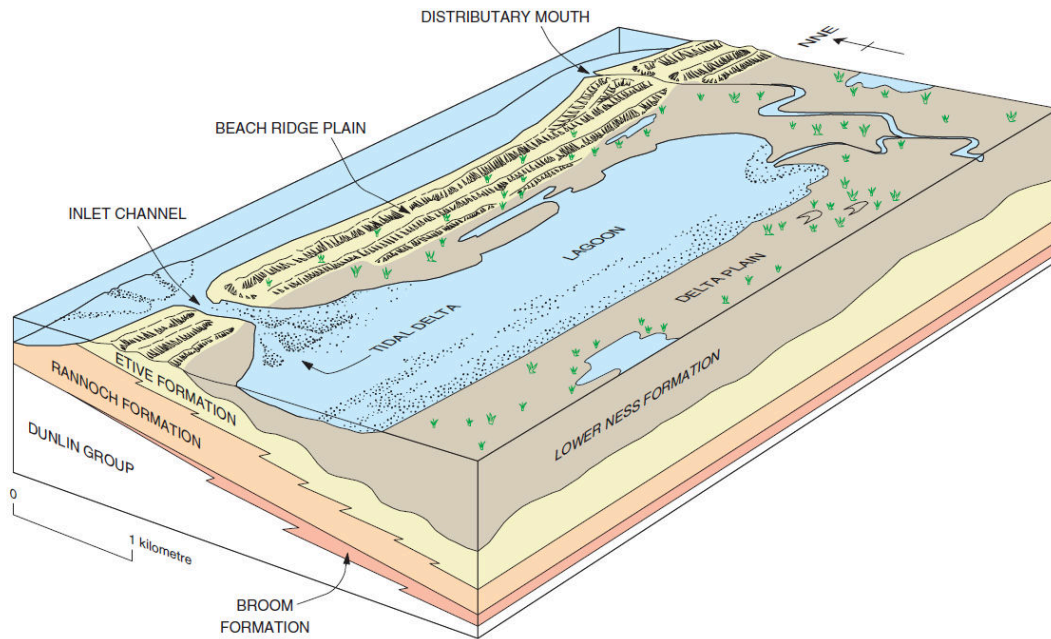 DISTRIBUTARY MOUTH
NNE
BEACH RIDGE PLAIN
INLET CHANNEL
LAGOON
DELTA PLAIN
TIDAL DELTA
ETIVE FORMATION
RANNOCH FORMATION
LOWER NESS FORMATION
DUNLIN GROUP
0
1 kilometre
BROOM
FORMATION